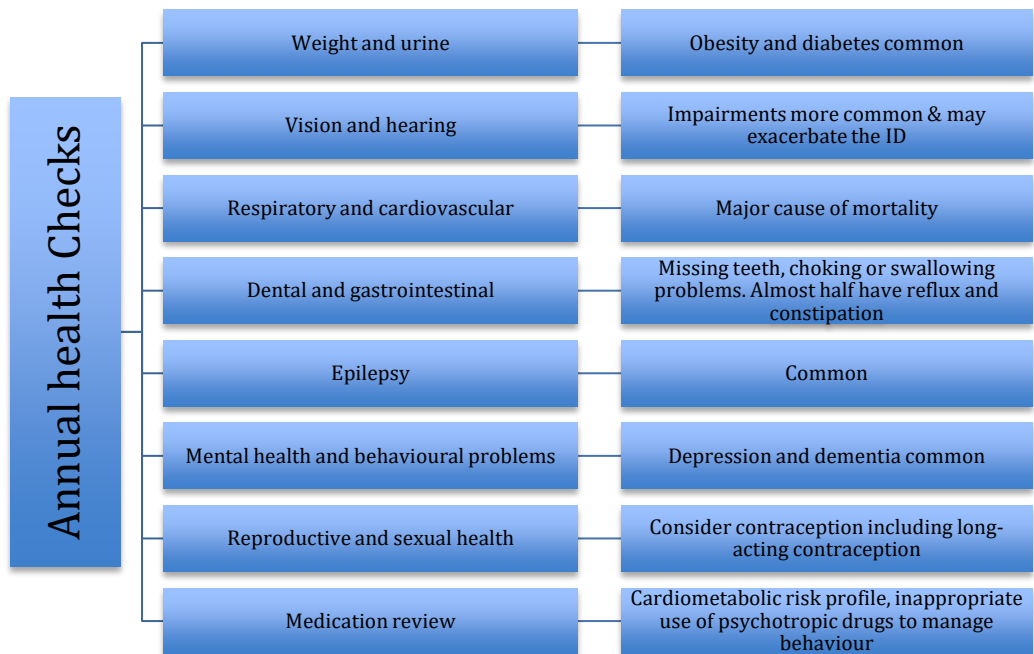 Annual health Checks
Weight and urine
Obesity and diabetes common
Vision and hearing
Impairments more common & may
exacerbate the ID
Respiratory and cardiovascular
Major cause of mortality
Dental and gastrointestinal
Missing teeth, choking or swallowing
problems. Almost half have reflux and
constipation
Epilepsy
Common
Mental health and behavioural problems
Depression and dementia common
Reproductive and sexual health
Consider contraception including long-
acting contraception
Medication review
Cardiometabolic risk profile, inappropriate
use of psychotropic drugs to manage
behaviour